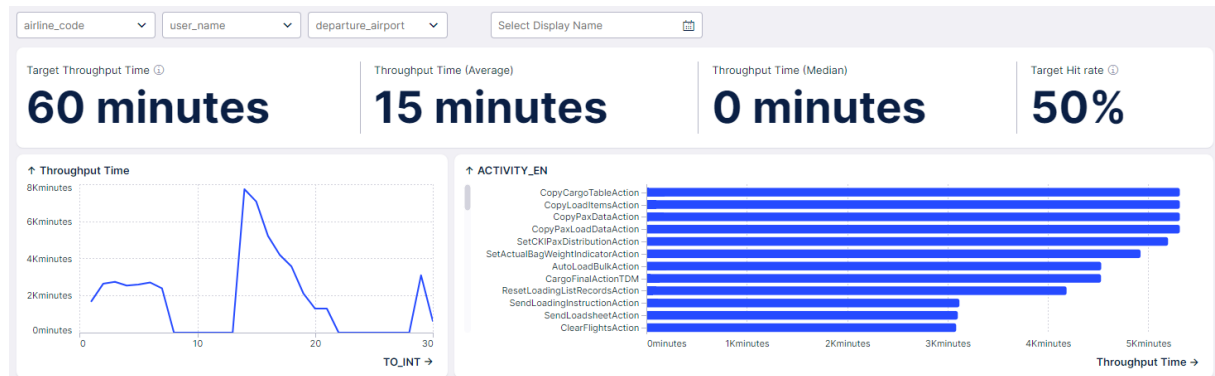 airline_code
user_name
departure_airport
Select Display Name
Target Throughput Time
60 minutes
Throughput Time (Average)
15 minutes
Throughput Time (Median)
0 minutes
Target Hit rate
50%
↑ Throughput Time
8Kminutes
6Kminutes
4Kminutes
2Kminutes
0minutes
0
10
20
30
TO_INT →
↑ ACTIVITY_EN
CopyCargoTableAction
CopyLoadItemsAction
CopyPaxDataAction
CopyPaxLoadDataAction
SetCKIPaxDistributionAction
SetActualBagWeightIndicatorAction
AutoLoadBulkAction
CargoFinalActionTDM
ResetLoadingListRecordsAction
SendLoadingInstructionAction
SendLoadsheetAction
ClearFlightsAction
0minutes
1Kminutes
2Kminutes
3Kminutes
4Kminutes
5Kminutes
Throughput Time →